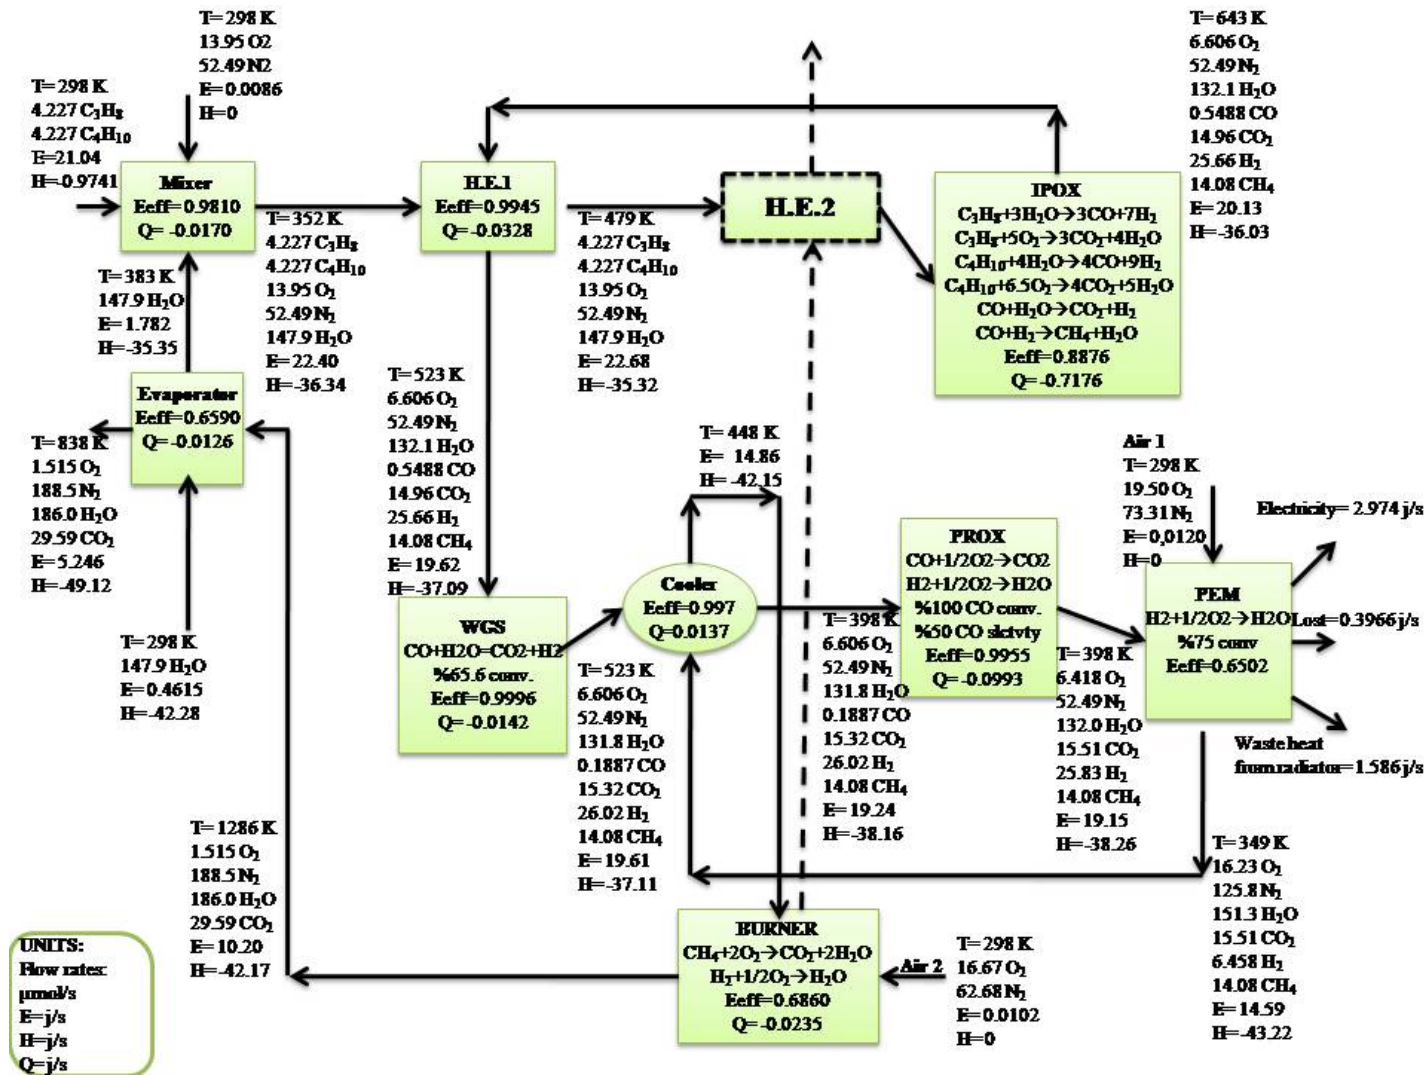 T= 298 K
13.95 O2
52.49 N2
E= 0.0086
H=0
T= 298 K
4.227 C₃H₈
4.227 C₄H₁₀
E=21.04
H=-0.9741
Mixer
Eeff=0.9810
Q= -0.0170
T= 352 K
4.227 C₃H₈
4.227 C₄H₁₀
13.95 O₂
52.49 N₂
147.9 H₂O
E= 22.40
H= -36.34
T= 383 K
147.9 H₂O
E= 1.782
H=-35.35
Evaporator
Eeff=0.6590
Q= -0.0126
T= 838 K
1.515 O₂
188.5 N₂
186.0 H₂O
29.59 CO₂
E= 5.246
H= -49.12
T= 298 K
147.9 H₂O
E= 0.4615
H= -42.28
H.E.1
Eeff=0.9945
Q= -0.0328
T= 479 K
4.227 C₃H₈
4.227 C₄H₁₀
13.95 O₂
52.49 N₂
147.9 H₂O
E= 22.68
H= -35.32
H.E.2
IPOX
C₃H₈+3H₂O→3CO+7H₂
C₃H₈+5O₂→3CO₂+4H₂O
C₄H₁₀+4H₂O→4CO+9H₂
C₄H₁₀+6.5O₂→4CO₂+5H₂O
CO+H₂O→CO₂+H₂
CO+H₂→CH₄+H₂O
Eeff=0.8876
Q= -0.7176
T= 643 K
6.606 O₂
52.49 N₂
132.1 H₂O
0.5488 CO
14.96 CO₂
25.66 H₂
14.08 CH₄
E= 20.13
H=-36.03
T= 523 K
6.606 O₂
52.49 N₂
132.1 H₂O
0.5488 CO
14.96 CO₂
25.66 H₂
14.08 CH₄
E= 19.62
H=-37.09
WGS
CO+H2O=CO2+H2
%65.6 conv.
Eeff=0.9996
Q= -0.0142
T= 523 K
6.606 O₂
52.49 N₂
131.8 H₂O
0.1887 CO
15.32 CO₂
26.02 H₂
14.08 CH₄
E= 19.61
H=-37.11
Cooler
Eeff=0.997
Q=0.0137
T= 448 K
E= 14.86
H= -42.15
T= 398 K
6.606 O₂
52.49 N₂
131.8 H₂O
0.1887 CO
15.32 CO₂
26.02 H₂
14.08 CH₄
E= 19.24
H= -38.16
PROX
CO+1/2O2→CO2
H2+1/2O2→H2O
%100 CO conv.
%50 CO slctvty
Eeff=0.9955
Q= -0.0993
T= 398 K
6.418 O₂
52.49 N₂
132.0 H₂O
15.51 CO₂
25.83 H₂
14.08 CH₄
E= 19.15
H= -38.26
Air 1
T= 298 K
19.50 O₂
73.31 N₂
E= 0,0120
H=0
PEM
H2+1/2O2→H2O
%75 conv
Eeff=0.6502
Electricity= 2.974 j/s
Lost=0.3966 j/s
Waste heat
from radiator= 1.586 j/s
T= 349 K
16.23 O₂
125.8 N₂
151.3 H₂O
15.51 CO₂
6.458 H₂
14.08 CH₄
E= 14.59
H= -43.22
BURNER
CH₄+2O₂→CO₂+2H₂O
H₂+1/2O₂→H₂O
Eeff=0.6860
Q= -0.0235
Air 2
T= 298 K
16.67 O₂
62.68 N₂
E= 0.0102
H=0
T= 1286 K
1.515 O₂
188.5 N₂
186.0 H₂O
29.59 CO₂
E= 10.20
H= -42.17
UNITS:
Flow rates:
µmol/s
E=j/s
H=j/s
Q=j/s